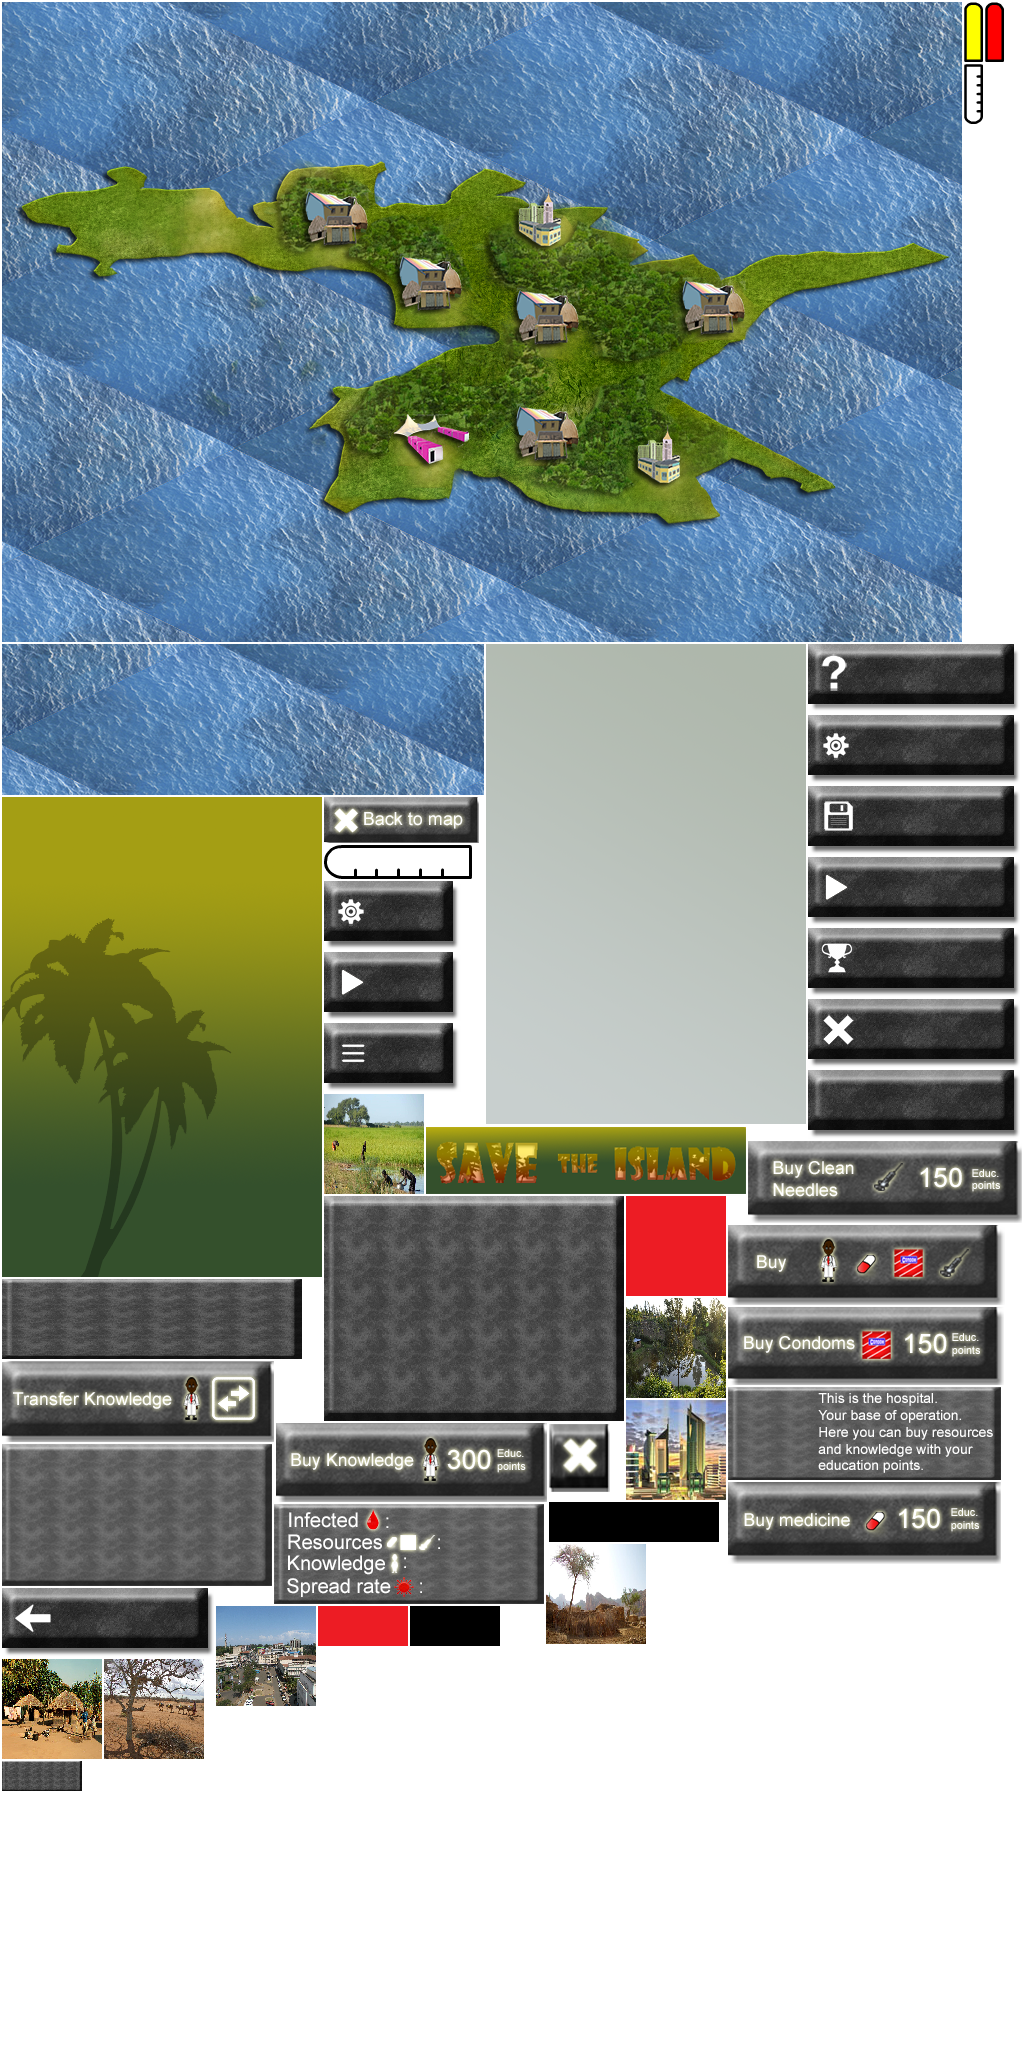 Back to map
SAVE THE ISLAND
Buy Clean
Needles
150
Educ.
points
Buy
Condom
Buy Condoms
Condom
150
Educ.
points
Transfer Knowledge
This is the hospital.
Your base of operation.
Here you can buy resources
and knowledge with your
education points.
Buy Knowledge
300
Educ.
points
Buy medicine
150
Educ.
points
Infected :
Resources :
Knowledge :
Spread rate :